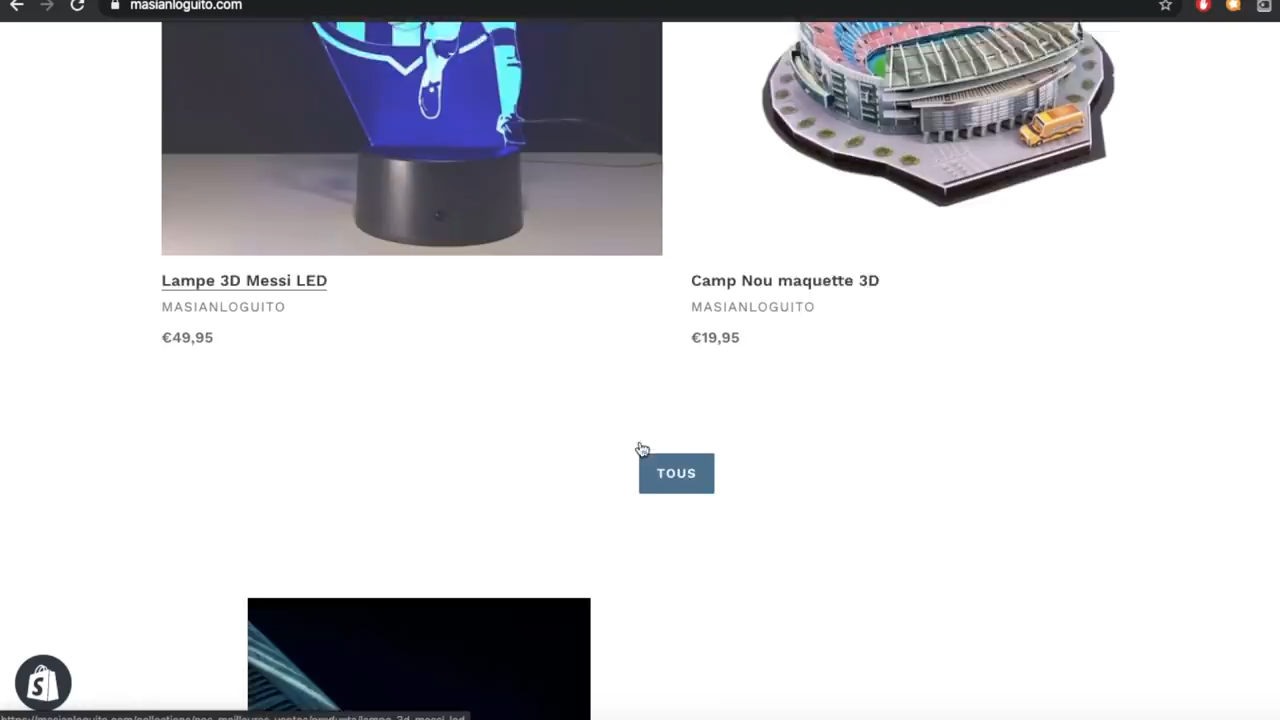 masianloguito.com
Lampe 3D Messi LED
MASIANLOGUITO
€49,95
Camp Nou maquette 3D
MASIANLOGUITO
€19,95
TOUS